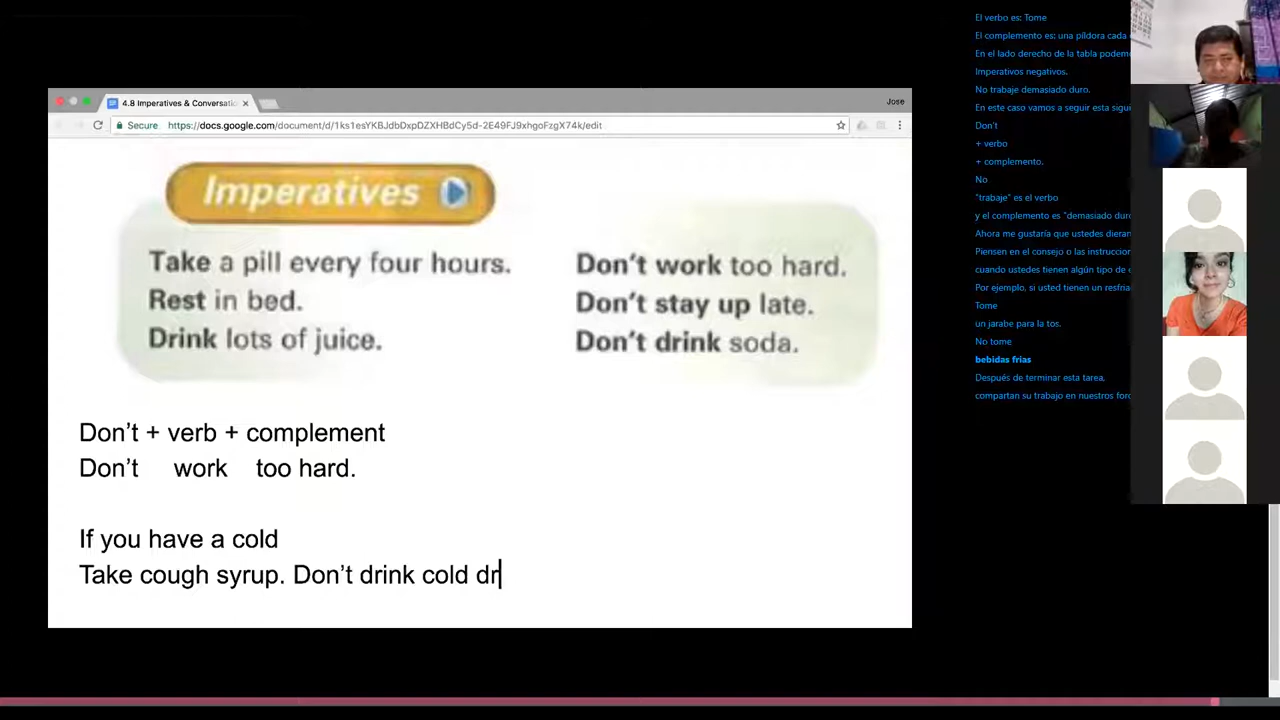 4.8 Imperatives & Conversatio
Jose
Secure https://docs.google.com/document/d/1ks1esYKBJdbDxpDZXHBdCy5d-2E49FJ9xhgoFzgX74k/edit
Imperatives
Take a pill every four hours.
Rest in bed.
Drink lots of juice.
Don't work too hard.
Don't stay up late.
Don't drink soda.
Don't + verb + complement
Don't work too hard.
If you have a cold
Take cough syrup. Don't drink cold dr
El verbo es: Tome
El complemento es: una píldora cada
En el lado derecho de la tabla podem
Imperativos negativos.
No trabaje demasiado duro.
En este caso vamos a seguir esta sigui
Don't
+ verbo
+ complemento.
No
"trabaje" es el verbo
y el complemento es "demasiado duro
Ahora me gustaría que ustedes dieran
Piensen en el consejo o las instruccion
cuando ustedes tienen algún tipo de
Por ejemplo, si usted tienen un resfria
Tome
un jarabe para la tos.
No tome
bebidas frías
Después de terminar esta tarea,
compartan su trabajo en nuestros foro